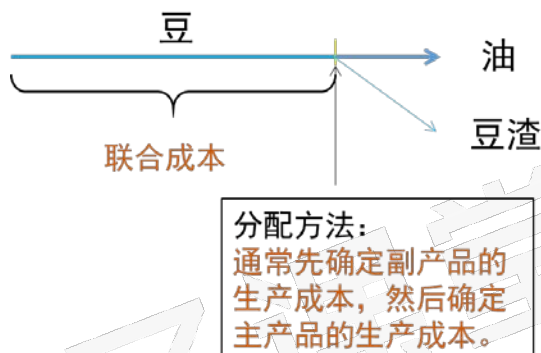 豆
油
豆渣
联合成本
分配方法：
通常先确定副产品的
生产成本，然后确定
主产品的生产成本。